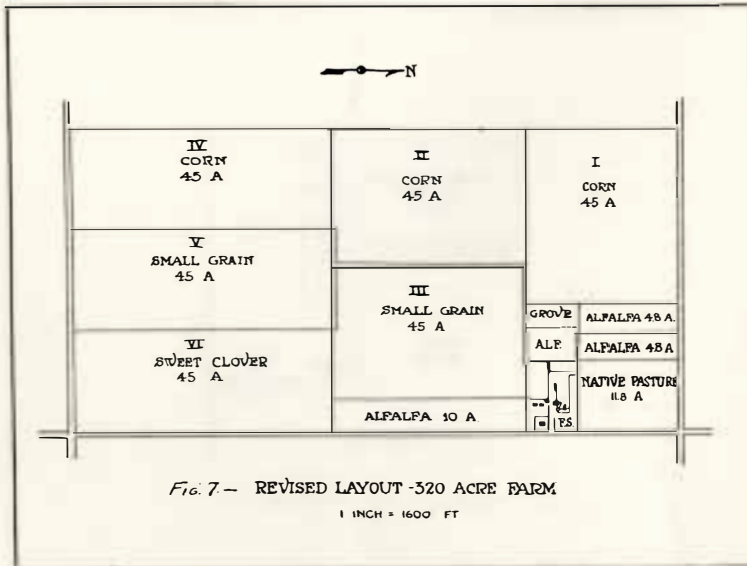 N
IV
CORN
45 A
II
CORN
45 A
I
CORN
45 A
V
SMALL GRAIN
45 A
III
SMALL GRAIN
45 A
GROVE
ALFALFA 4.8 A.
ALF.
ALFALFA 4.8 A
VI
SWEET CLOVER
45 A
NATIVE PASTURE
11.8 A
ALFALFA 10 A
F.S.
FIG. 7.- REVISED LAYOUT -320 ACRE FARM
1 INCH = 1600 FT